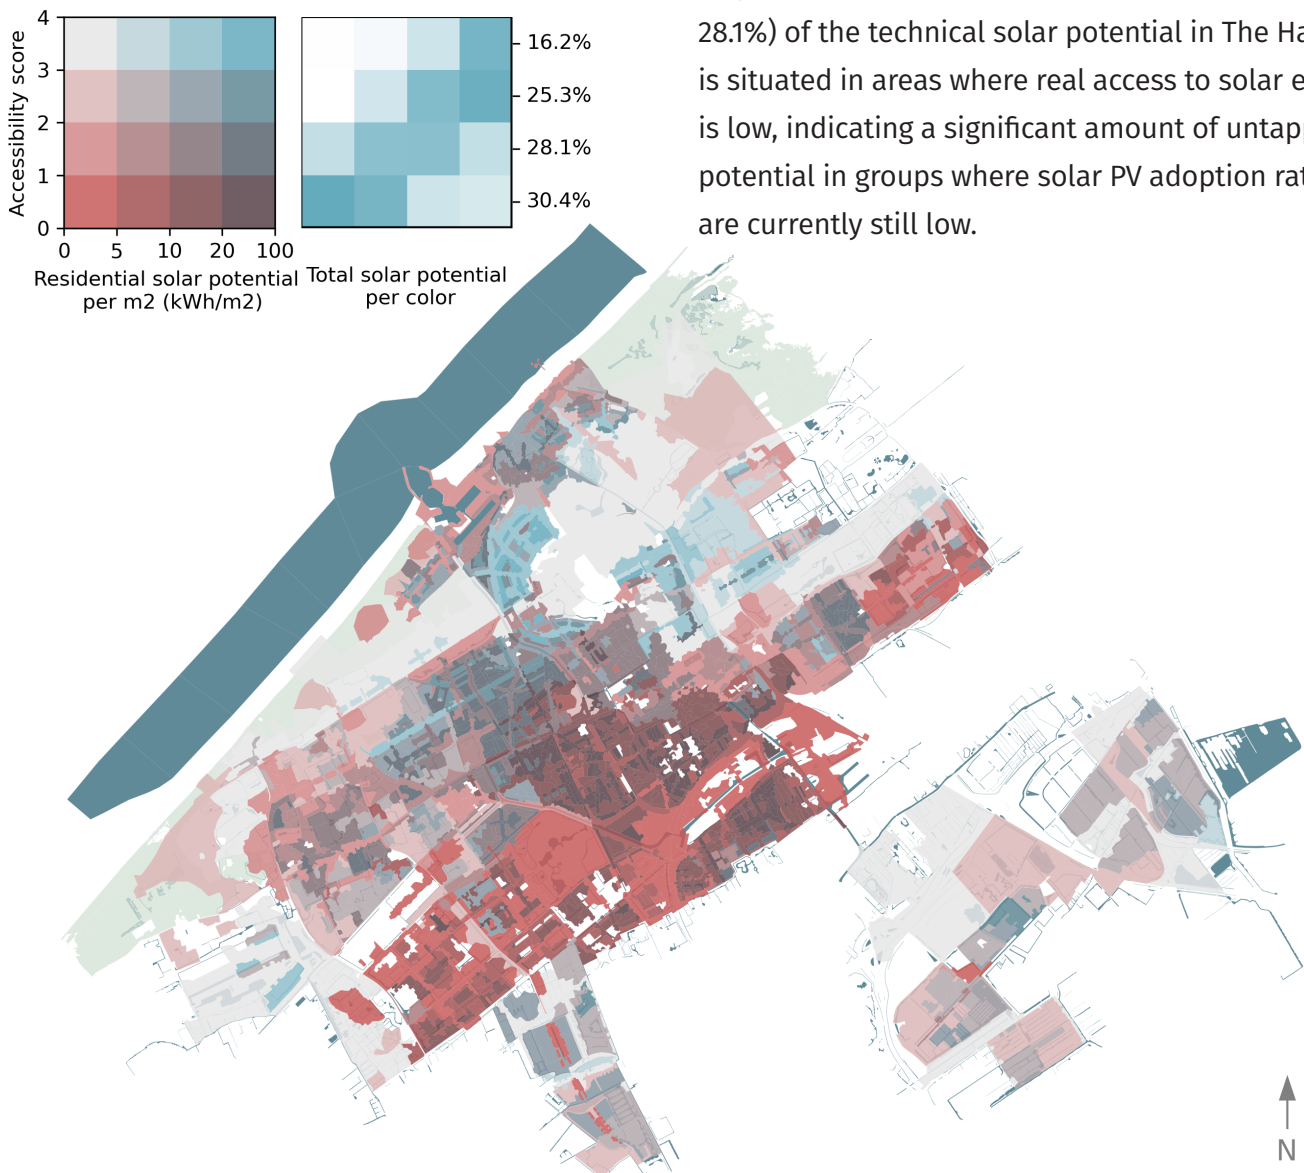 4
3
2
1
0
Accessibility score
0 5 10 20 100
Residential solar potential
per m2 (kWh/m2)
16.2%
25.3%
28.1%
30.4%
Total solar potential
per color
28.1%) of the technical solar potential in The
is situated in areas where real access to solar
is low, indicating a significant amount of
potential in groups where solar PV adoption
are currently still low.
N